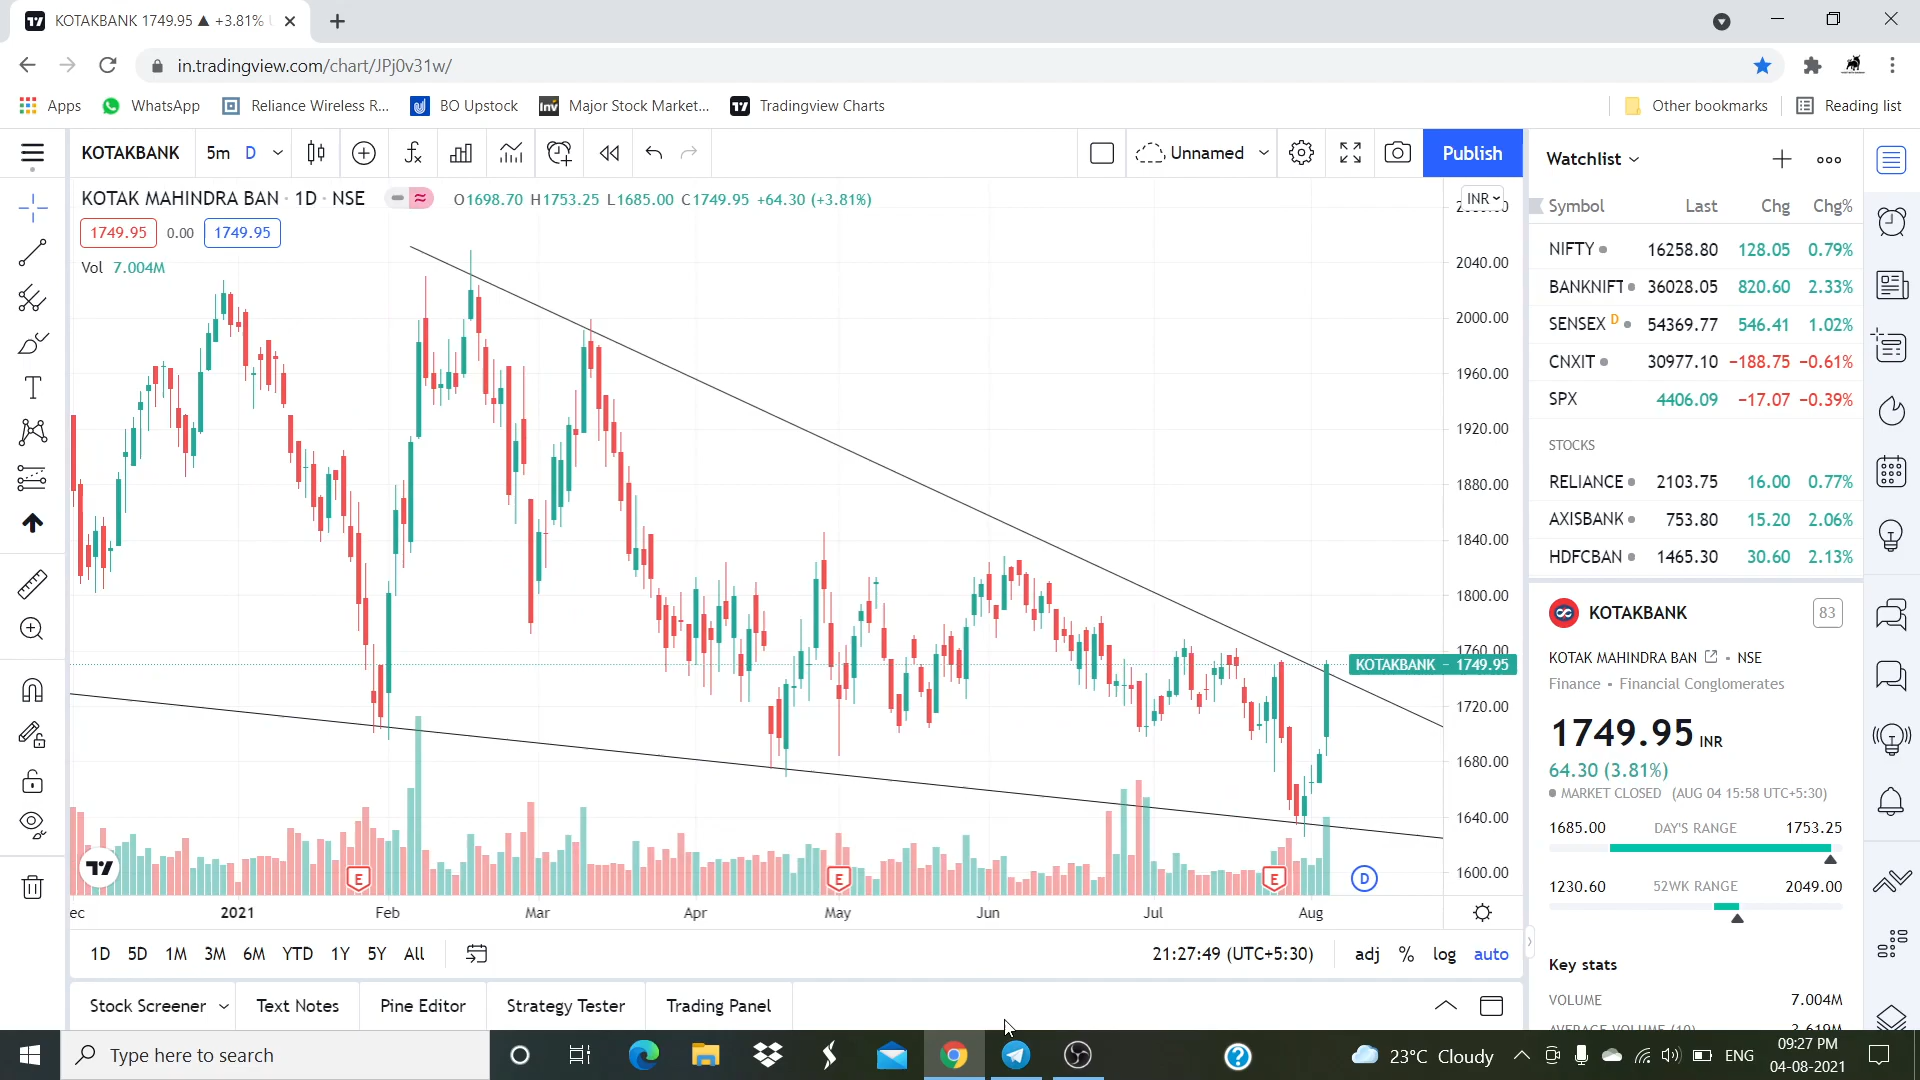 KOTAKBANK 1749.95 ▲ +3.81%
in.tradingview.com/chart/JPj0v31w/
Apps WhatsApp Reliance Wireless R... BO Upstock Major Stock Market... Tradingview Charts Other bookmarks Reading list
KOTAKBANK 5m D Unnamed Publish
KOTAK MAHINDRA BAN · 1D · NSE O1698.70 H1753.25 L1685.00 C1749.95 +64.30 (+3.81%)
1749.95 0.00 1749.95
Vol 7.004M
INR
2040.00
2000.00
1960.00
1920.00
1880.00
1840.00
1800.00
1760.00
KOTAKBANK - 1749.95
1720.00
1680.00
1640.00
1600.00
E E E D
ec 2021 Feb Mar Apr May Jun Jul Aug
1D 5D 1M 3M 6M YTD 1Y 5Y All 21:27:49 (UTC+5:30) adj % log auto
Stock Screener Text Notes Pine Editor Strategy Tester Trading Panel
Watchlist
Symbol Last Chg Chg%
NIFTY 16258.80 128.05 0.79%
BANKNIFT 36028.05 820.60 2.33%
SENSEX D 54369.77 546.41 1.02%
CNXIT 30977.10 −188.75 −0.61%
SPX 4406.09 −17.07 −0.39%
STOCKS
RELIANCE 2103.75 16.00 0.77%
AXISBANK 753.80 15.20 2.06%
HDFCBAN 1465.30 30.60 2.13%
KOTAKBANK 83
KOTAK MAHINDRA BAN • NSE
Finance • Financial Conglomerates
1749.95 INR
64.30 (3.81%)
MARKET CLOSED (AUG 04 15:58 UTC+5:30)
1685.00 DAY'S RANGE 1753.25
1230.60 52WK RANGE 2049.00
Key stats
VOLUME 7.004M
Type here to search
23°C Cloudy ENG 09:27 PM
04-08-2021